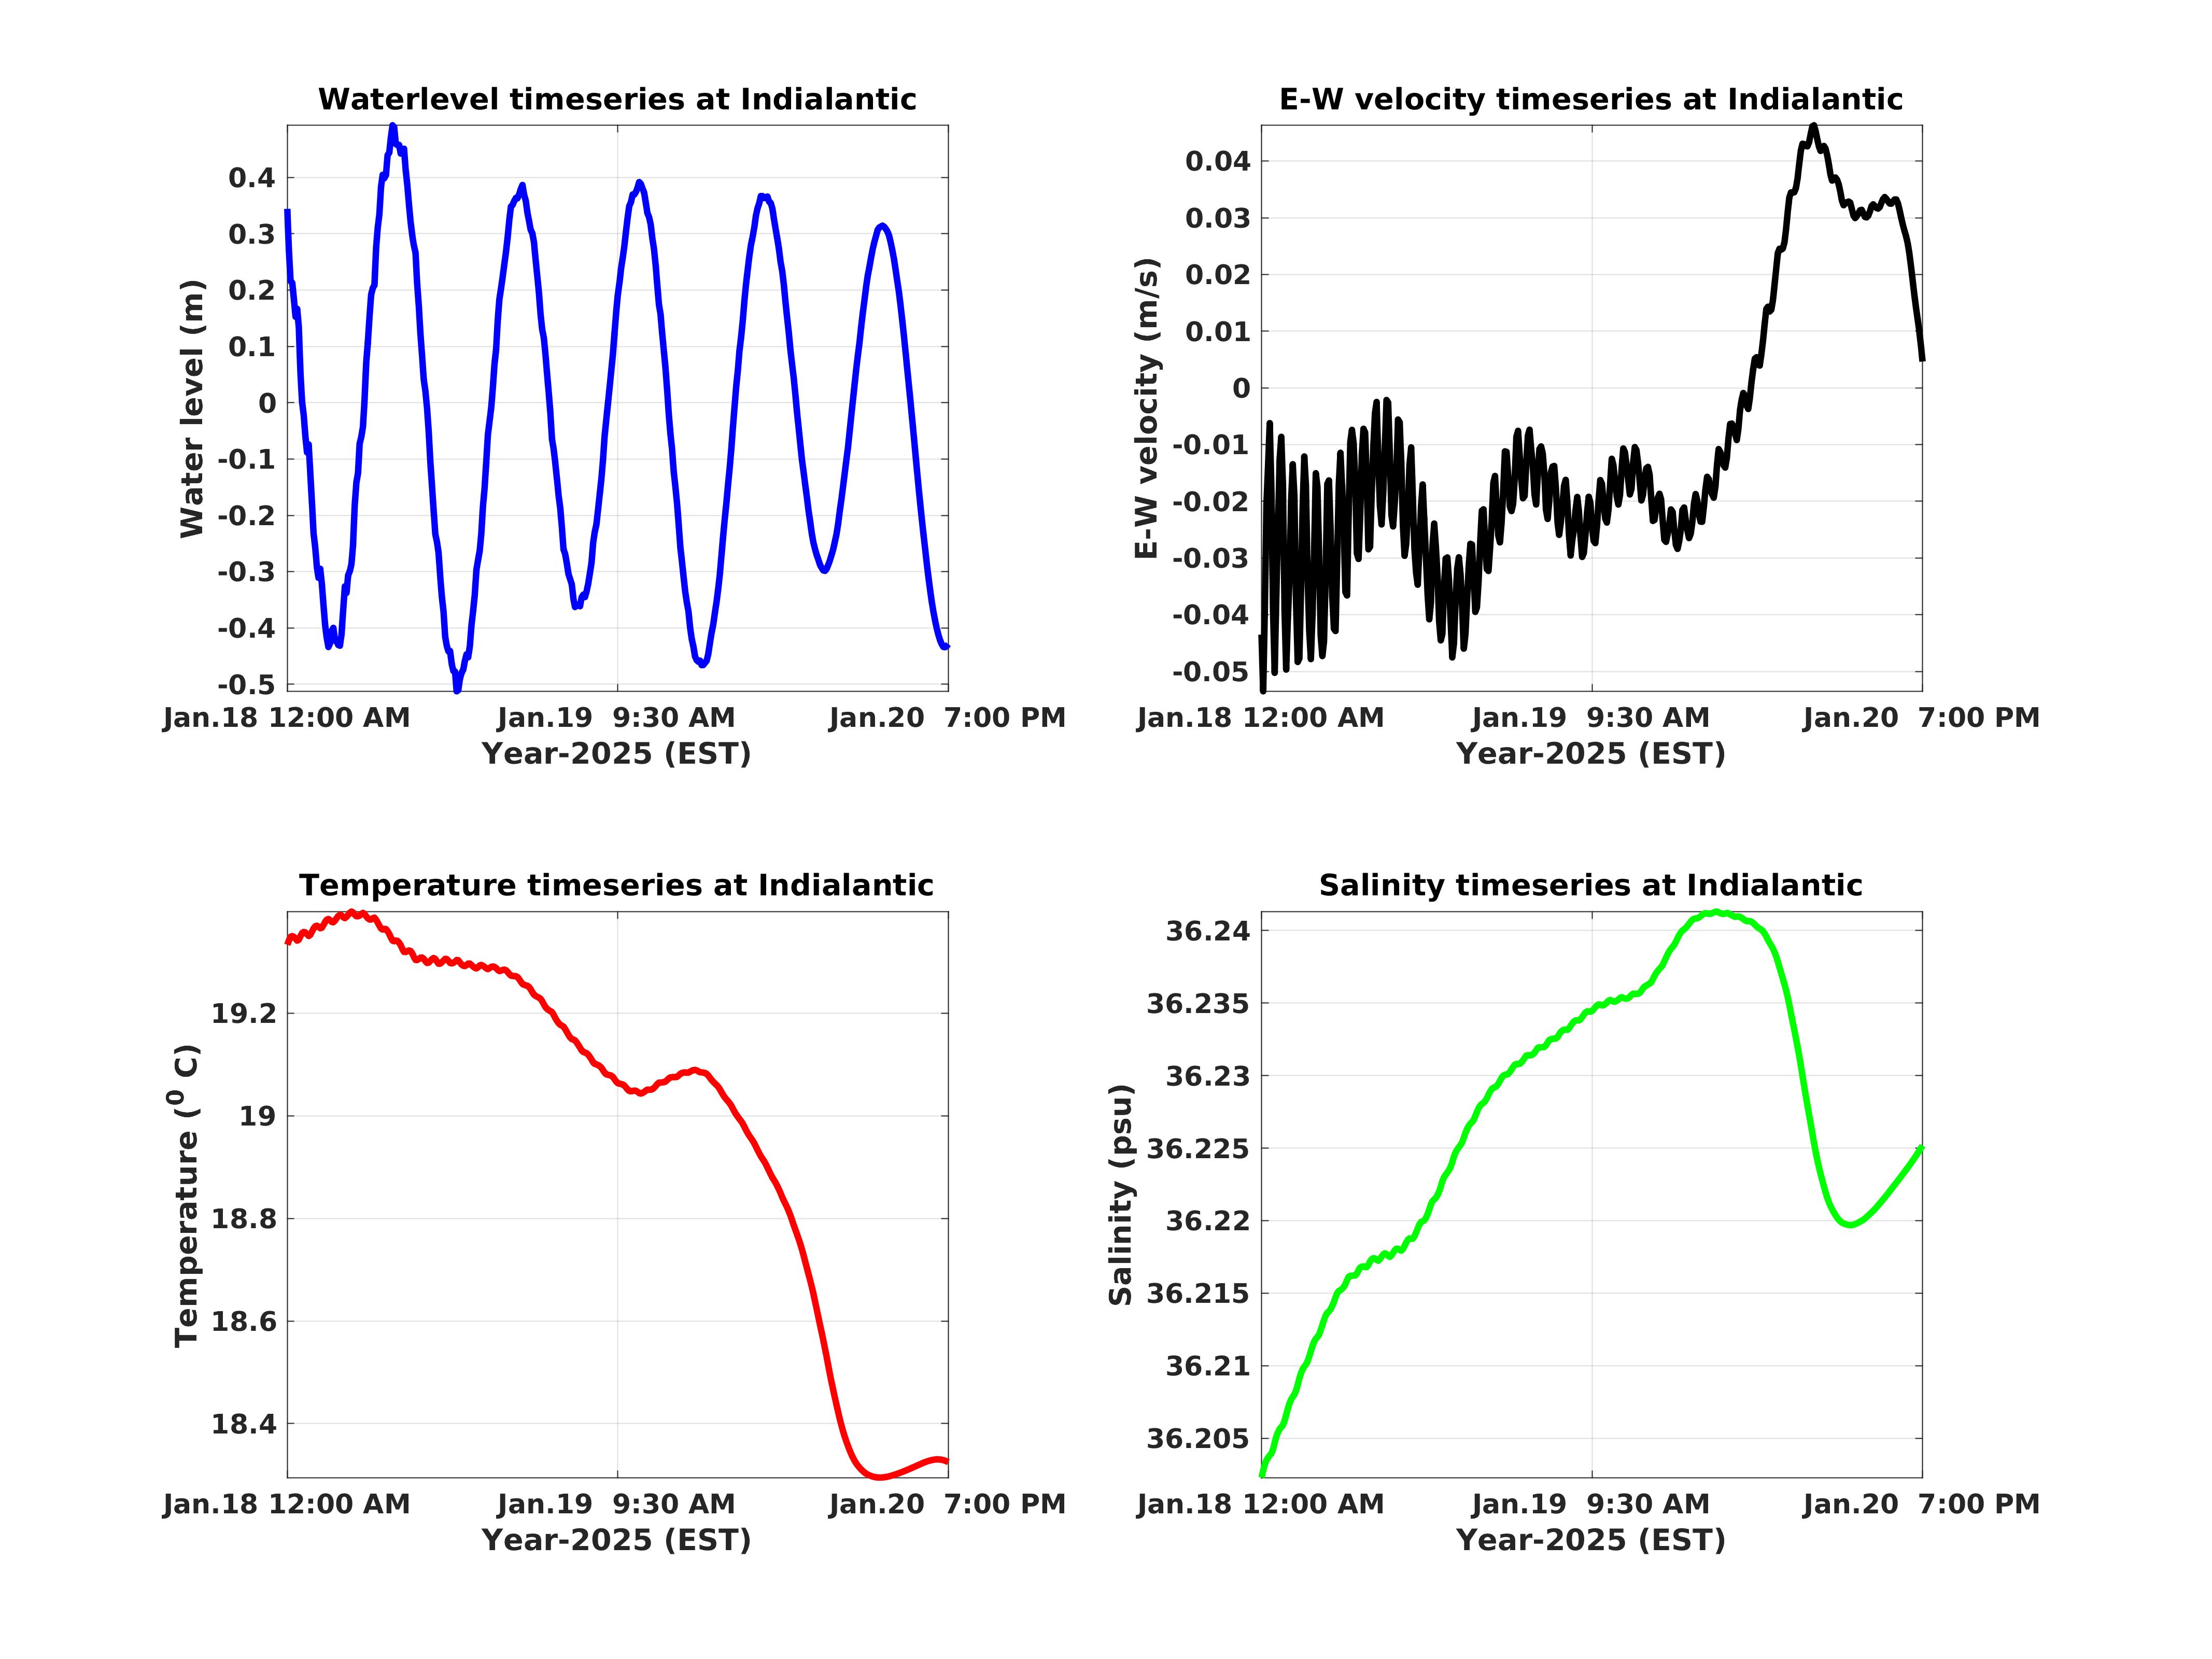 Waterlevel timeseries at Indialantic
0.4
0.3
0.2
0.1
0
-0.1
-0.2
-0.3
-0.4
-0.5
Water level (m)
Jan.18 12:00 AM
Jan.19  9:30 AM
Jan.20  7:00 PM
Year-2025 (EST)
E-W velocity timeseries at Indialantic
0.04
0.03
0.02
0.01
0
-0.01
-0.02
-0.03
-0.04
-0.05
E-W velocity (m/s)
Jan.18 12:00 AM
Jan.19  9:30 AM
Jan.20  7:00 PM
Year-2025 (EST)
Temperature timeseries at Indialantic
19.2
19
18.8
18.6
18.4
Temperature (⁰ C)
Jan.18 12:00 AM
Jan.19  9:30 AM
Jan.20  7:00 PM
Year-2025 (EST)
Salinity timeseries at Indialantic
36.24
36.235
36.23
36.225
36.22
36.215
36.21
36.205
Salinity (psu)
Jan.18 12:00 AM
Jan.19  9:30 AM
Jan.20  7:00 PM
Year-2025 (EST)